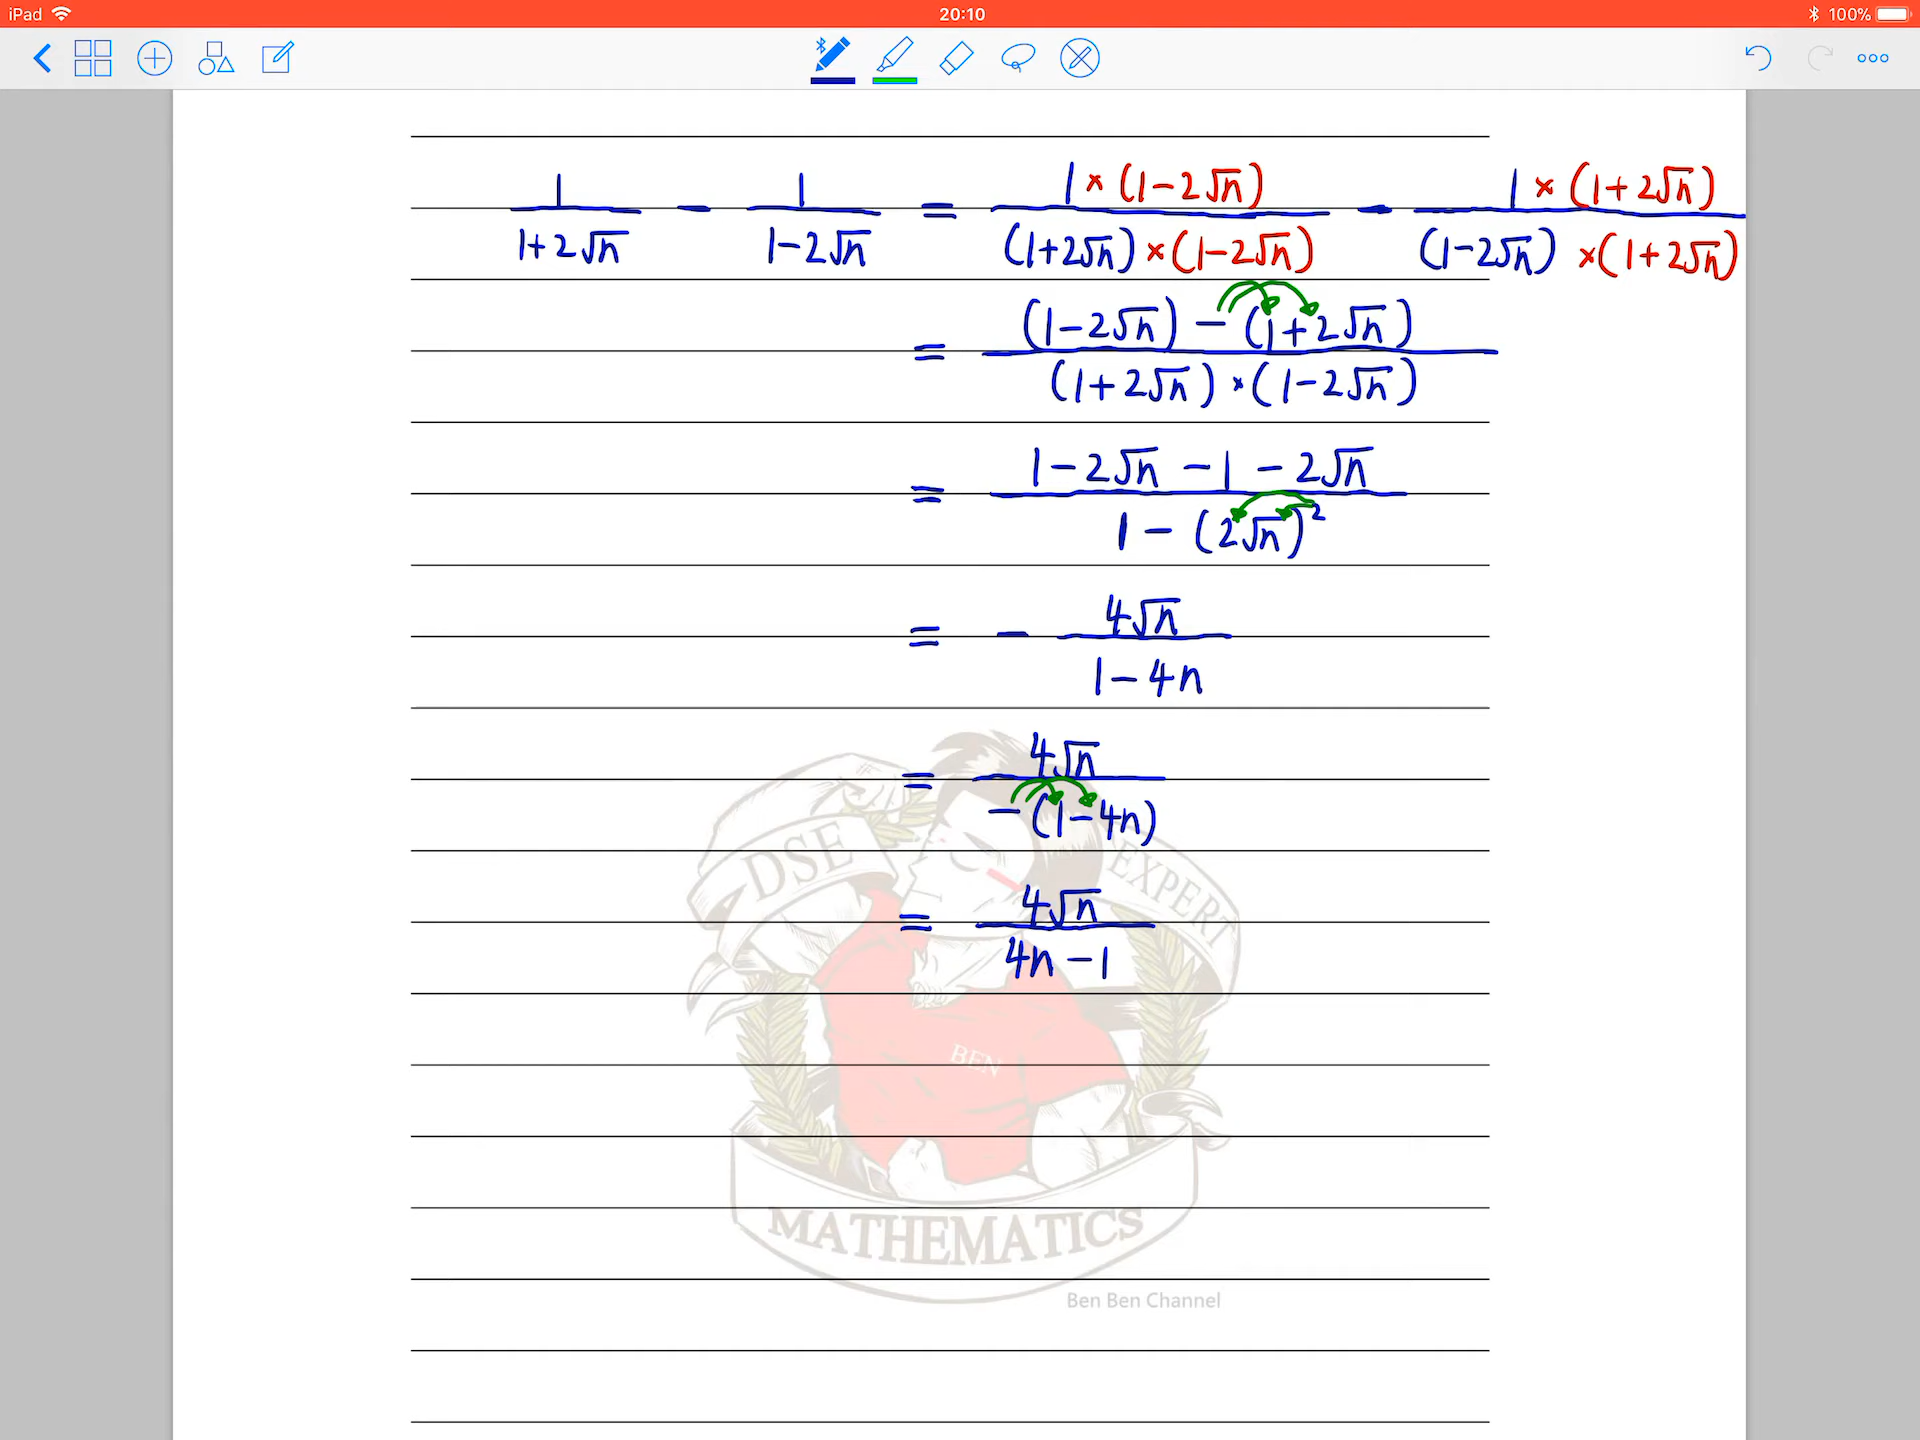 iPad 20:10 100%
1/(1+2√n) - 1/(1-2√n) = 1×(1-2√n)/((1+2√n)×(1-2√n)) - 1×(1+2√n)/((1-2√n)×(1+2√n))
= ((1-2√n) - (1+2√n))/((1+2√n)×(1-2√n))
= (1-2√n-1-2√n)/(1-(2√n)²)
= - 4√n/(1-4n)
= 4√n/(-(1-4n))
= 4√n/(4n-1)
DSE EXPERT
BEN
MATHEMATICS
Ben Ben Channel